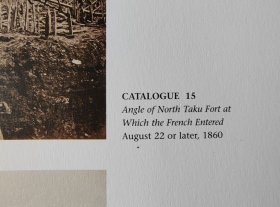 CATALOGUE 15
Angle of North Taku Fort at
Which the French Entered
August 22 or later, 1860